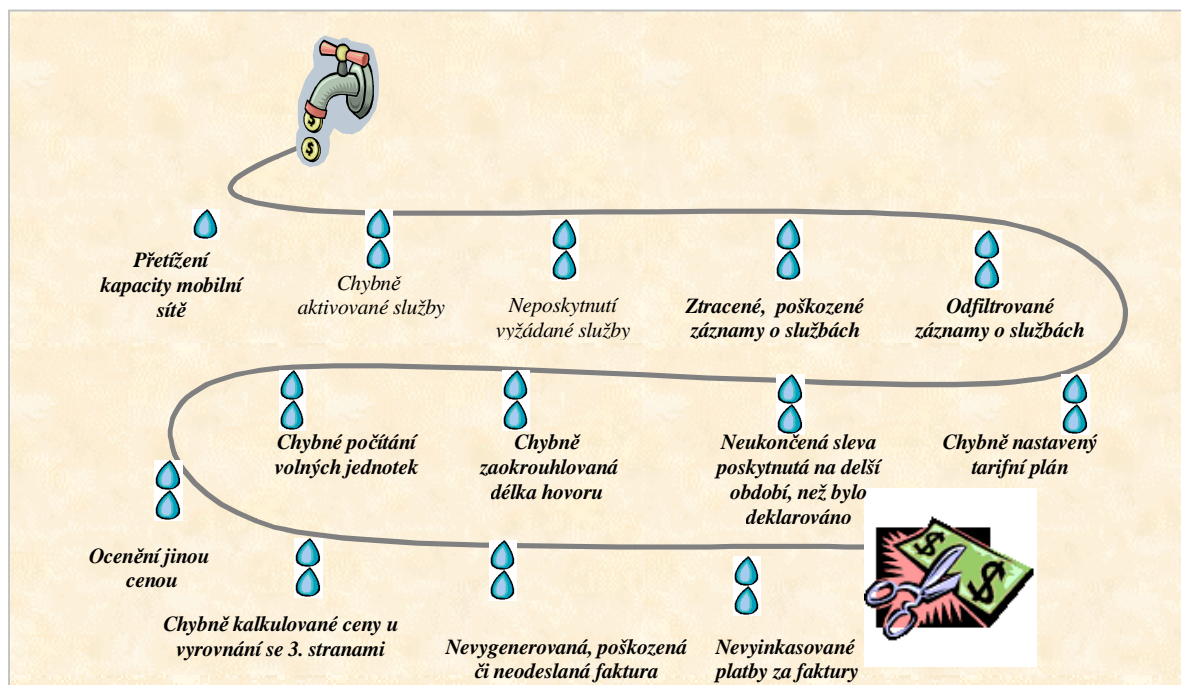 Přetížení
kapacity mobilní
sítě
Chybně
aktivované služby
Neposkytnutí
vyžádané služby
Ztracené, poškozené
záznamy o službách
Odfiltrované
záznamy o službách
Chybné počítání
volných jednotek
Chybně
zaokrouhlovaná
délka hovoru
Neukončená sleva
poskytnutá na delší
období, než bylo
deklarováno
Chybně nastavený
tarifní plán
Ocenění jinou
cenou
Chybně kalkulované ceny u
vyrovnání se 3. stranami
Nevygenerovaná, poškozená
či neodeslaná faktura
Nevyinkasované
platby za faktury